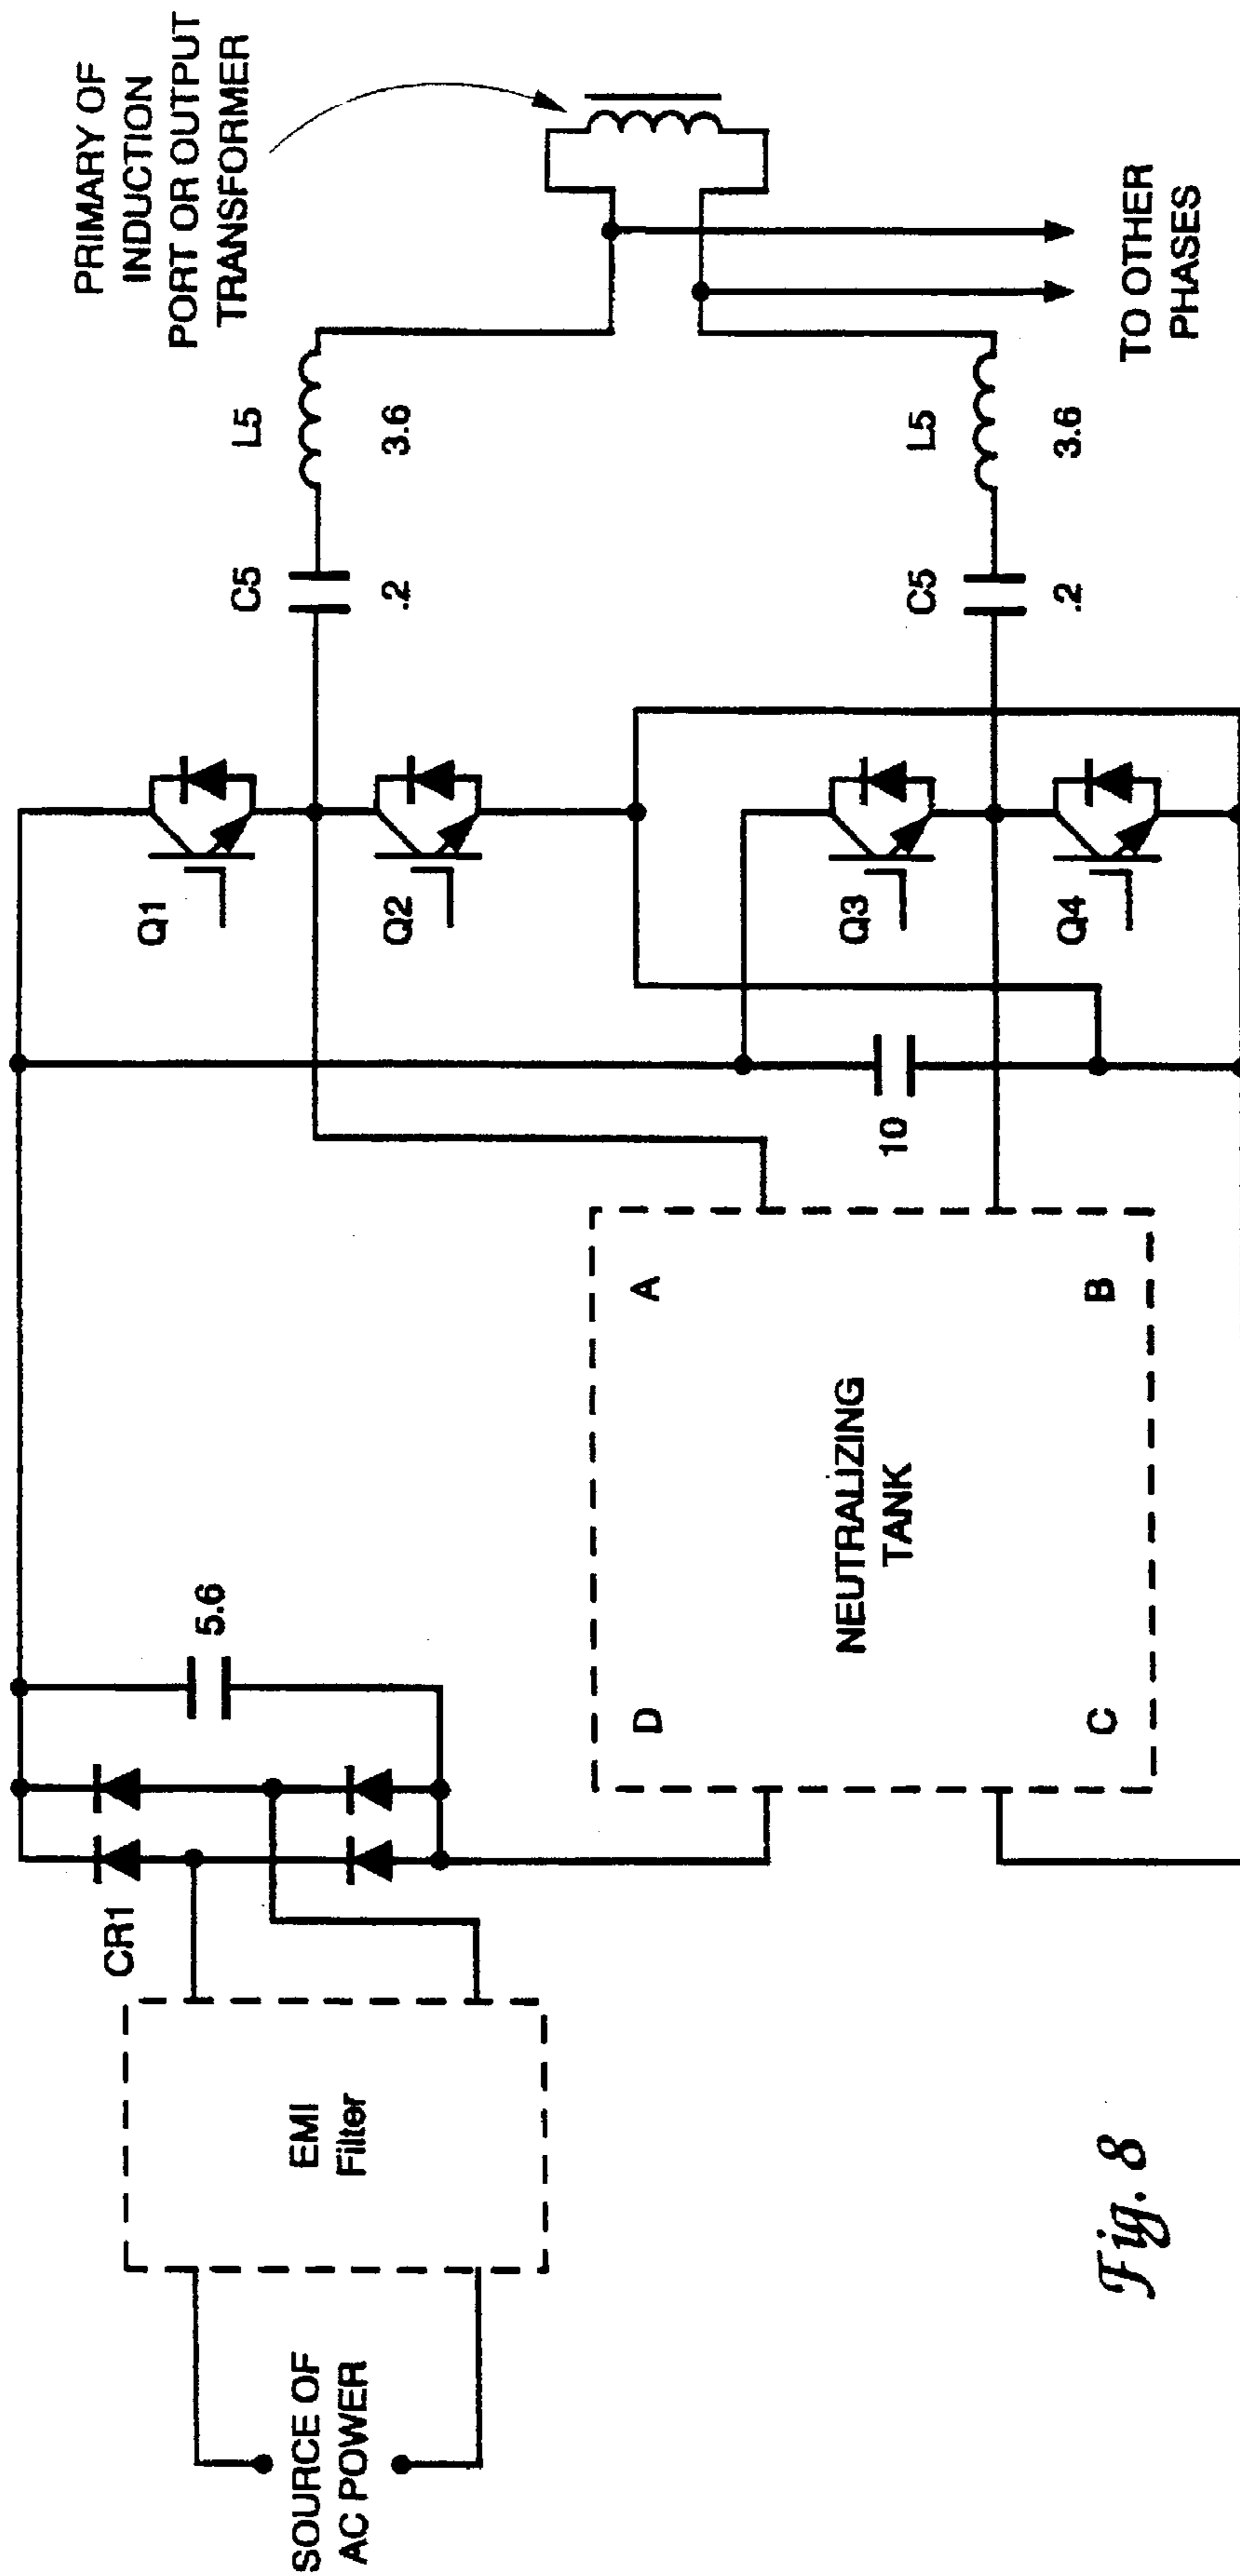 SOURCE OF
AC POWER
EMI
Filter
CR1
5.6
D
A
C
B
NEUTRALIZING
TANK
10
Q1
Q2
Q3
Q4
C5
.2
L5
3.6
C5
.2
L5
3.6
PRIMARY OF
INDUCTION
PORT OR OUTPUT
TRANSFORMER
TO OTHER
PHASES
Fig. 8